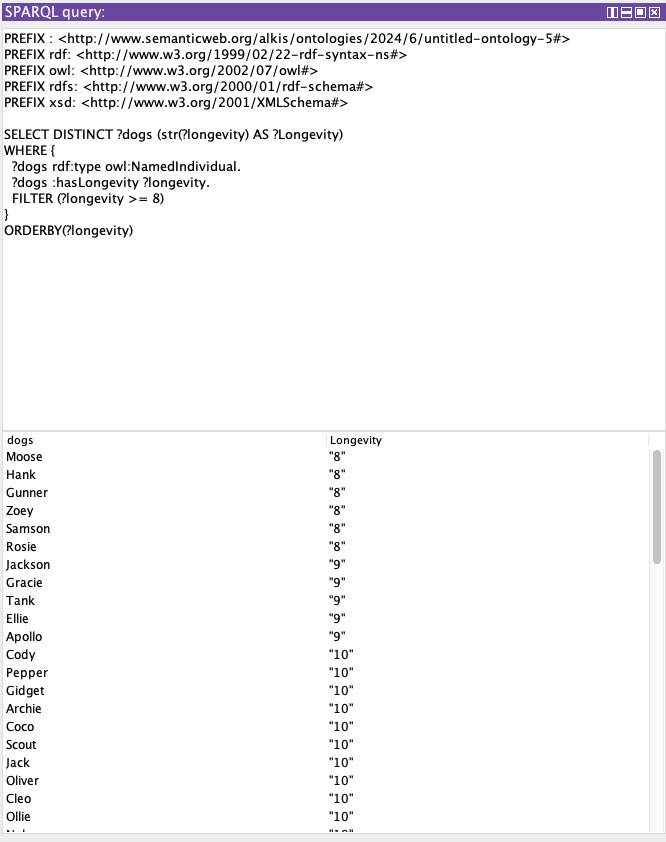 SPARQL query:
PREFIX : <http://www.semanticweb.org/alkis/ontologies/2024/6/untitled-ontology-5#>
PREFIX rdf: <http://www.w3.org/1999/02/22-rdf-syntax-ns#>
PREFIX owl: <http://www.w3.org/2002/07/owl#>
PREFIX rdfs: <http://www.w3.org/2000/01/rdf-schema#>
PREFIX xsd: <http://www.w3.org/2001/XMLSchema#>
SELECT DISTINCT ?dogs (str(?longevity) AS ?Longevity)
WHERE {
?dogs rdf:type owl:NamedIndividual.
?dogs :hasLongevity ?longevity.
FILTER (?longevity >= 8)
}
ORDERBY(?longevity)
dogs Longevity
Moose "8"
Hank "8"
Gunner "8"
Zoey "8"
Samson "8"
Rosie "8"
Jackson "9"
Gracie "9"
Tank "9"
Ellie "9"
Apollo "9"
Cody "10"
Pepper "10"
Gidget "10"
Archie "10"
Coco "10"
Scout "10"
Jack "10"
Oliver "10"
Cleo "10"
Ollie "10"